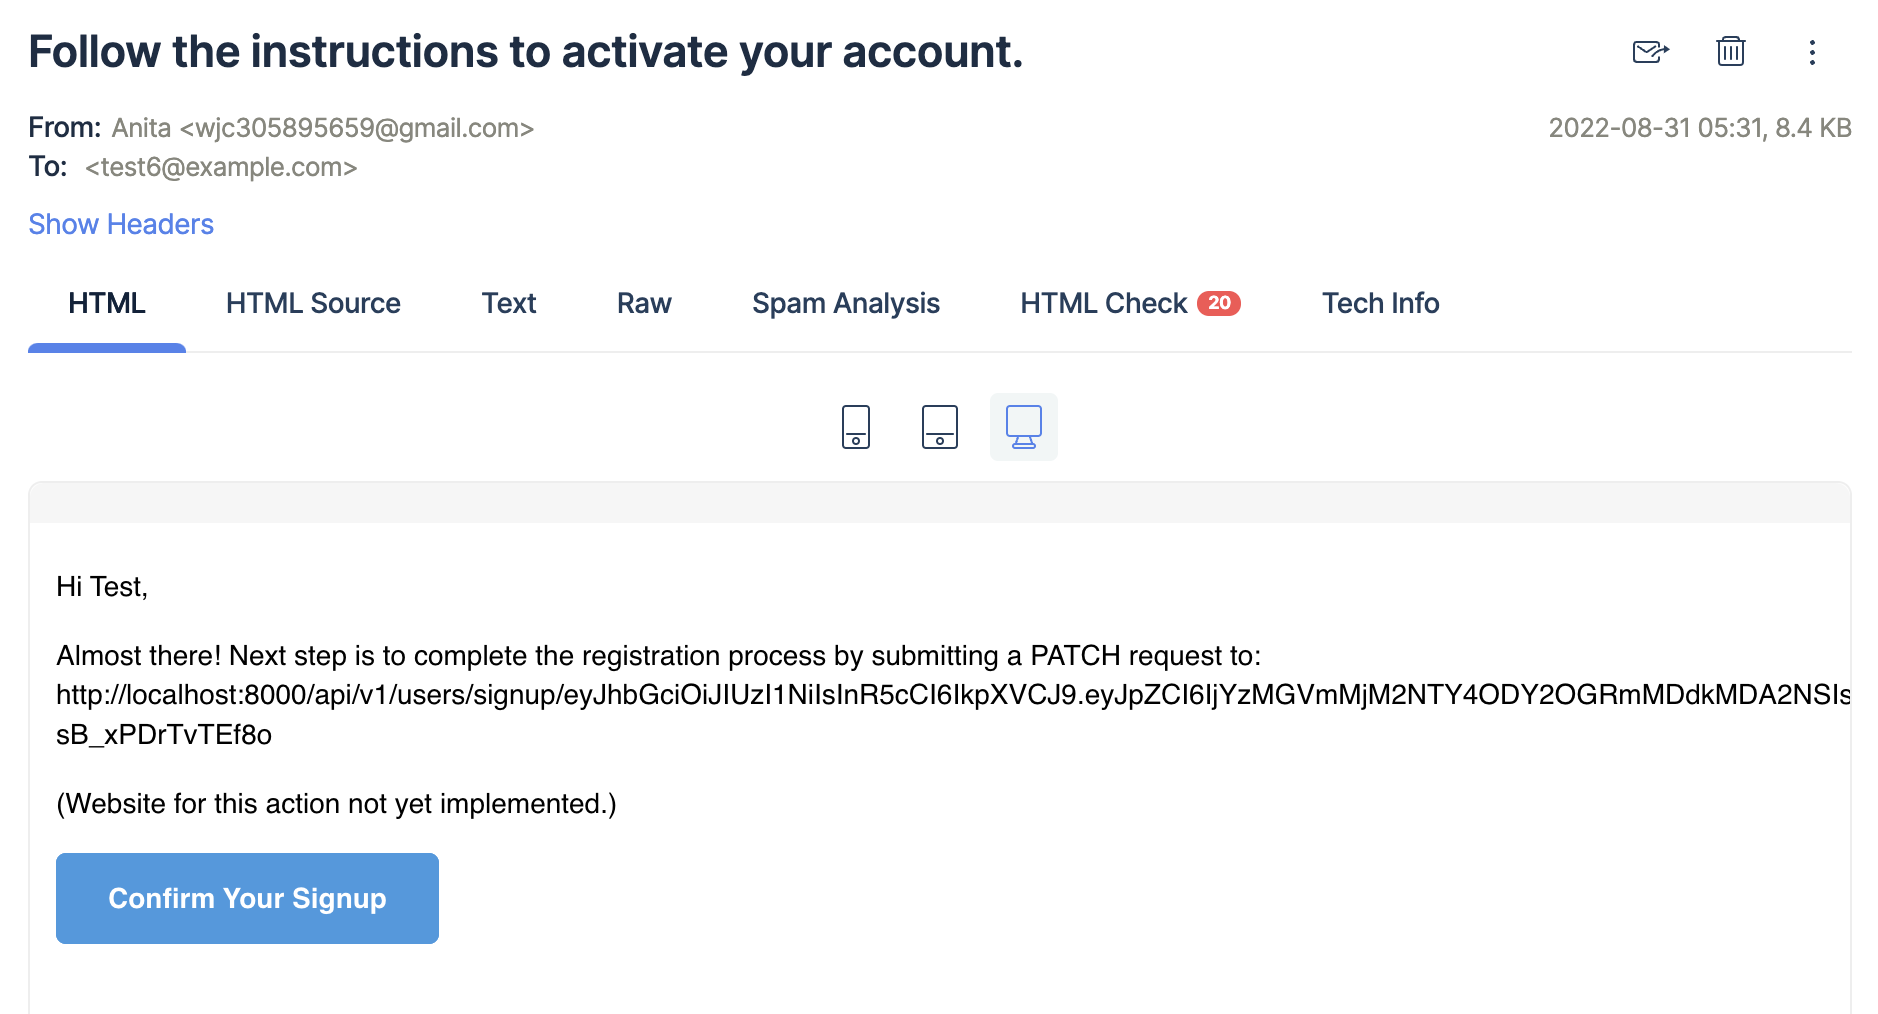 Follow the instructions to activate your account.
From: Anita <wjc305895659@gmail.com>
2022-08-31 05:31, 8.4 KB
To: <test6@example.com>
Show Headers
HTML HTML Source Text Raw Spam Analysis HTML Check 20 Tech Info
Hi Test,
Almost there! Next step is to complete the registration process by submitting a PATCH request to:
http://localhost:8000/api/v1/users/signup/eyJhbGciOiJIUzI1NiIsInR5cCI6IkpXVCJ9.eyJpZCI6IjYzMGVmMjM2NTY4ODY2OGRmMDdkMDA2NSIs
sB_xPDrTvTEf8o
(Website for this action not yet implemented.)
Confirm Your Signup